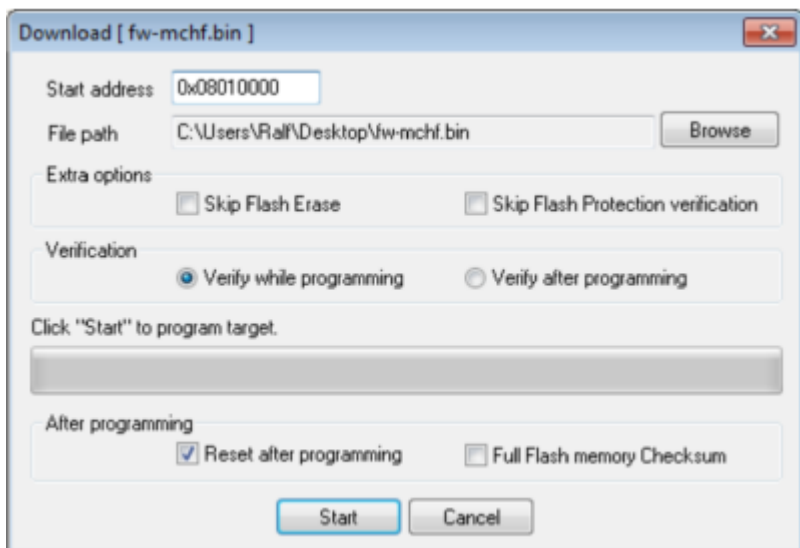 Download [ fw-mchf.bin ]
Start address 0x08010000
File path C:\Users\Ralf\Desktop\fw-mchf.bin Browse
Extra options
Skip Flash Erase Skip Flash Protection verification
Verification
Verify while programming Verify after programming
Click "Start" to program target.
After programming
Reset after programming Full Flash memory Checksum
Start Cancel